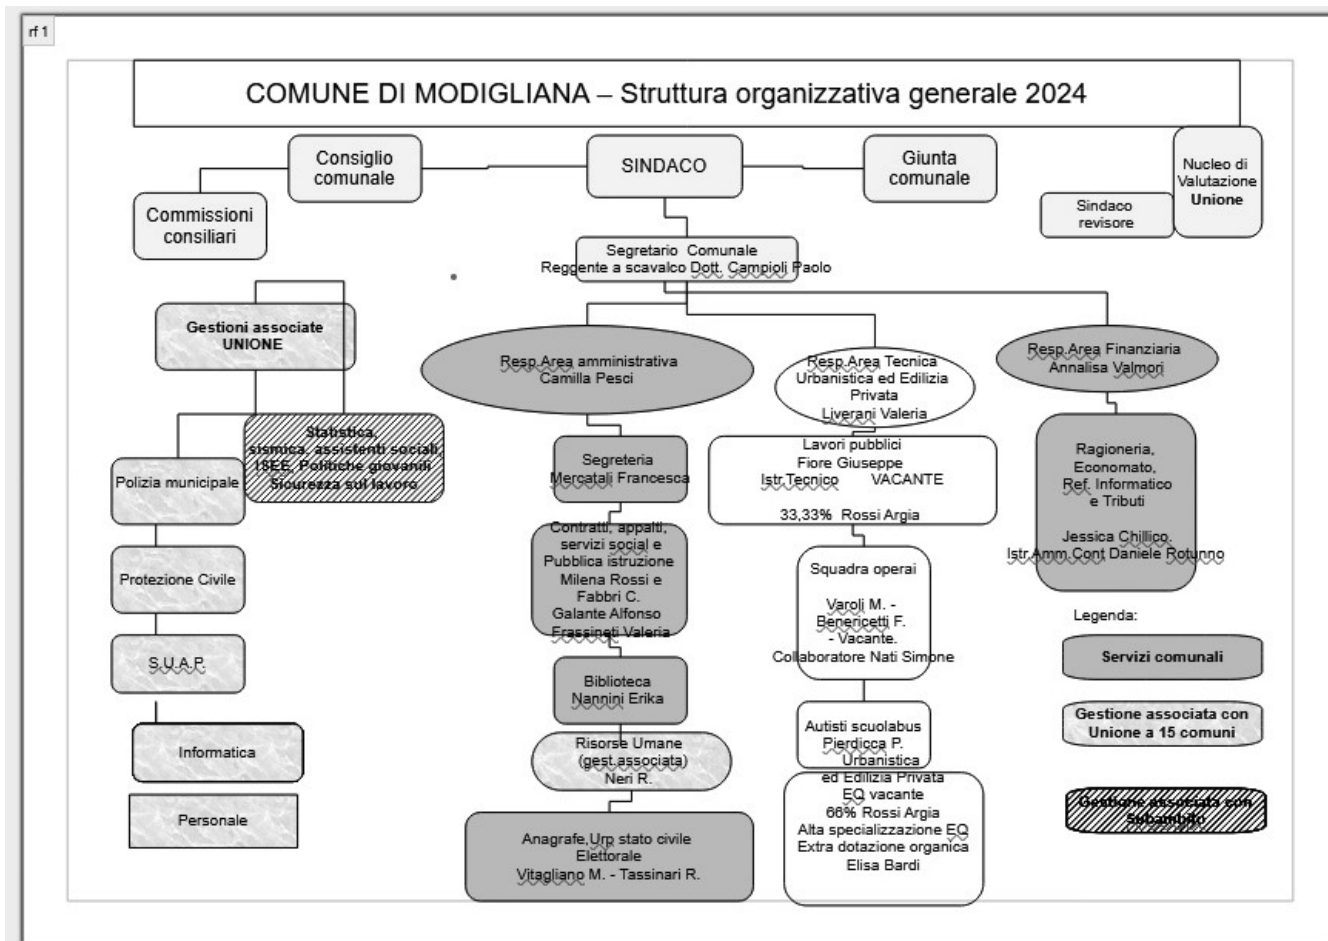 rf 1
COMUNE DI MODIGLIANA – Struttura organizzativa generale 2024
Consiglio
comunale
SINDACO
Giunta
comunale
Nucleo di
Valutazione
Unione
Commissioni
consiliari
Sindaco
revisore
Segretario Comunale
Reggente a scavalco Dott. Campioli Paolo
Gestioni associate
UNIONE
Statistica,
sismica, assistenti sociali,
ISEE, Politiche giovanili
Sicurezza sul lavoro
Polizia municipale
Protezione Civile
S.U.A.P.
Informatica
Personale
Resp.Area amministrativa
Camilla Pesci
Segreteria
Mercatali Francesca
Contratti, appalti,
servizi social e
Pubblica istruzione
Milena Rossi e
Fabbri C.
Galante Alfonso
Frassineti Valeria
Biblioteca
Nannini Erika
Risorse Umane
(gest.associata)
Neri R.
Anagrafe,Urp stato civile
Elettorale
Vitagliano M. - Tassinari R.
Resp.Area Tecnica
Urbanistica ed Edilizia
Privata
Liverani Valeria
Lavori pubblici
Fiore Giuseppe
Istr.Tecnico VACANTE
33,33% Rossi Argia
Squadra operai
Varoli M. -
Benericetti F.
- Vacante.
Collaboratore Nati Simone
Autisti scuolabus
Pierdicca P.
Urbanistica
ed Edilizia Privata
EQ vacante
66% Rossi Argia
Alta specializzazione EQ
Extra dotazione organica
Elisa Bardi
Resp.Area Finanziaria
Annalisa Valmori
Ragioneria,
Economato,
Ref. Informatico
e Tributi
Jessica Chillico.
Istr.Amm.Cont Daniele Rotunno
Legenda:
Servizi comunali
Gestione associata con
Unione a 15 comuni
Gestione associata con
Subambito